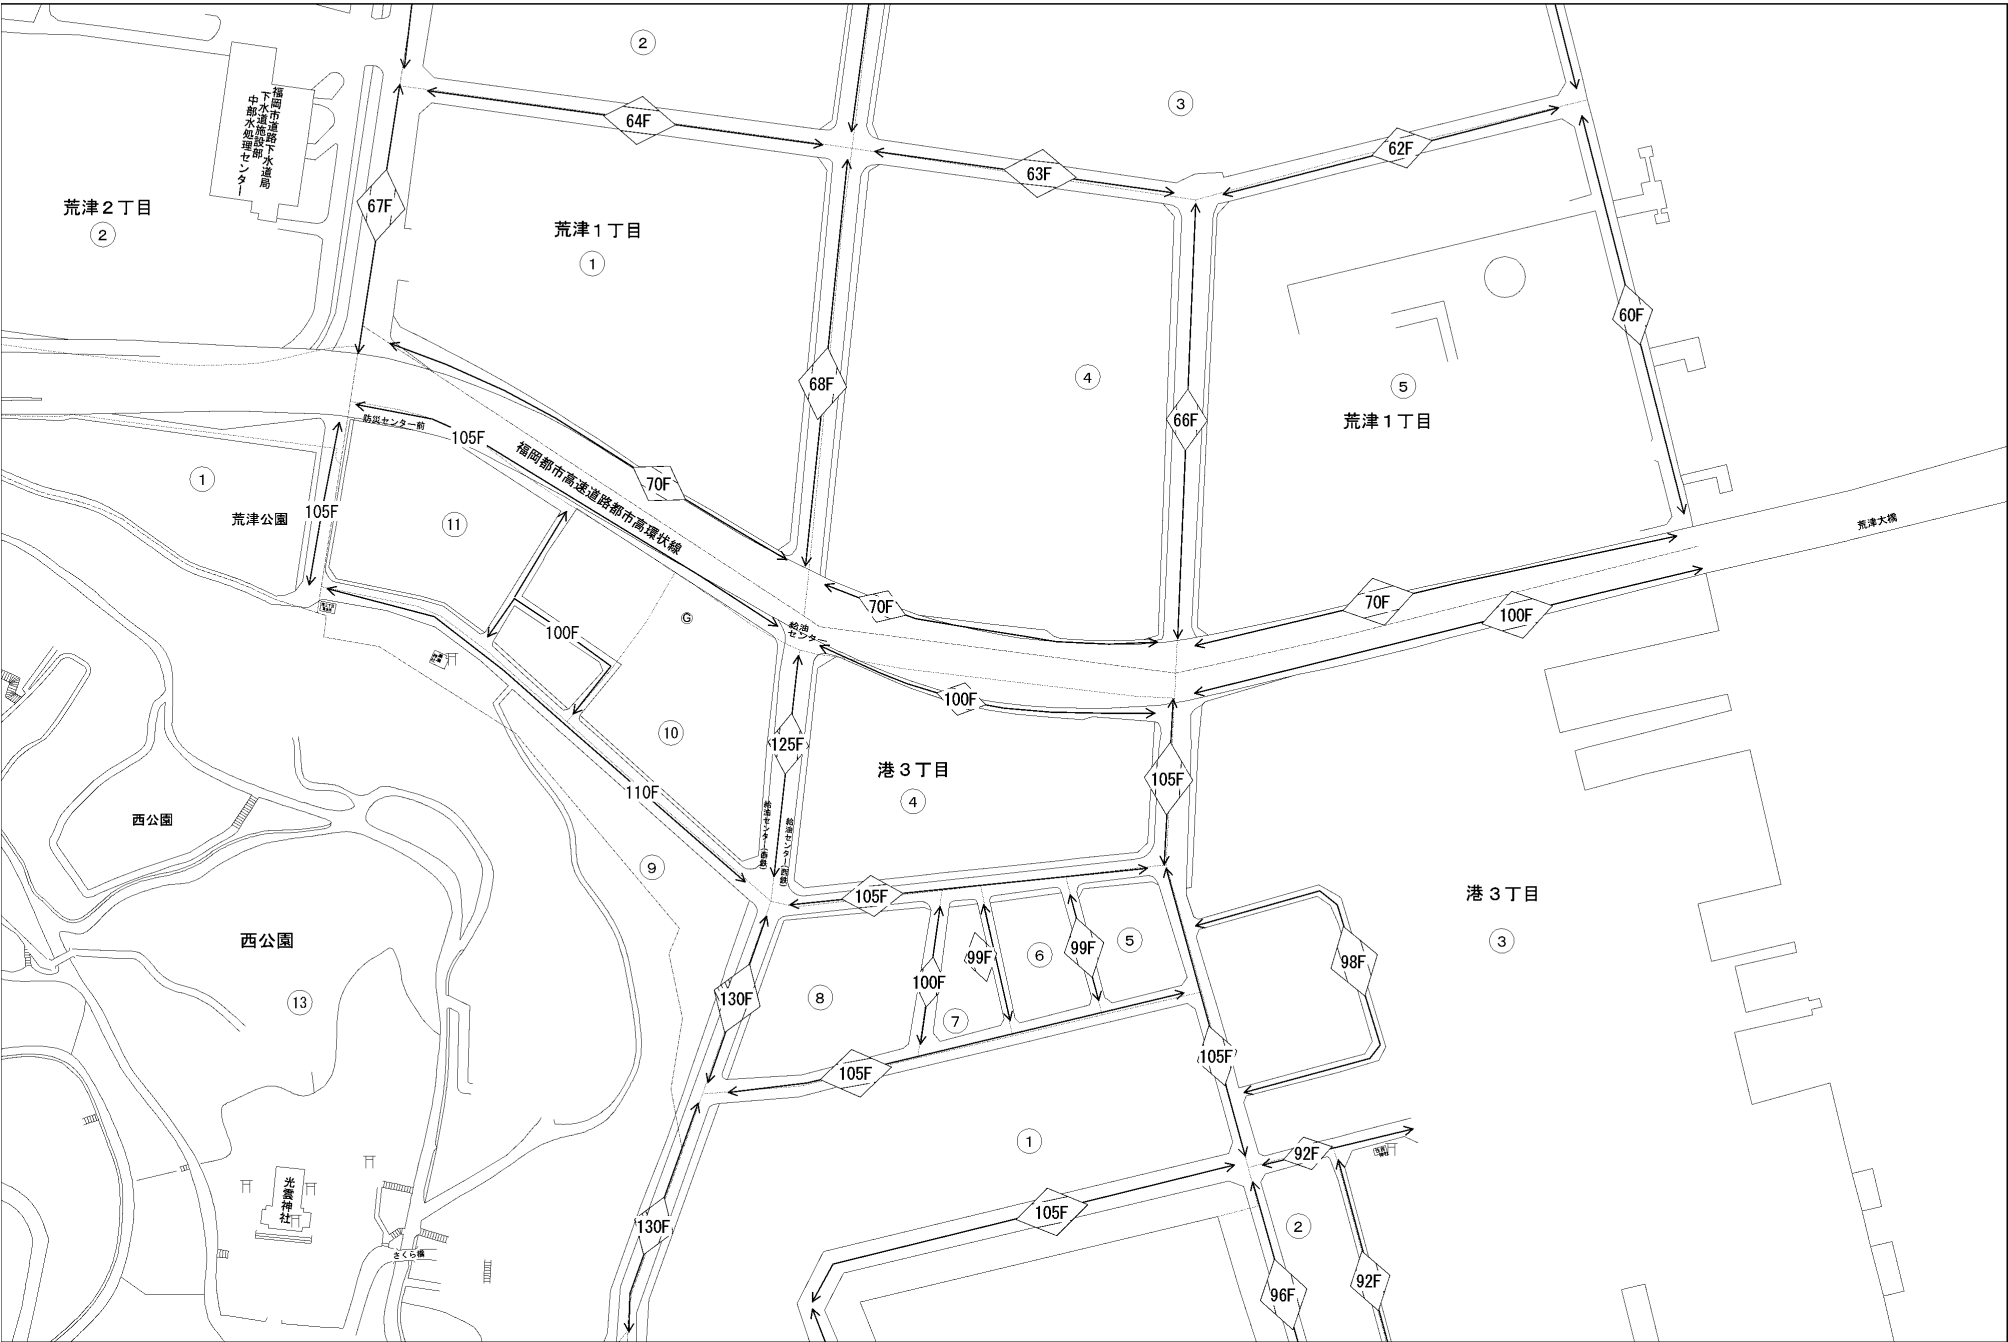 ②
③
福岡市道路下水道局
下水道施設部
中部水処理センター
64F
63F
62F
67F
荒津２丁目
②
荒津１丁目
①
60F
68F
④
⑤
荒津１丁目
66F
防災センター前
105F
福岡都市高速道路都市高環状線
70F
①
荒津公園
105F
⑪
荒津大橋
70F
70F
100F
G
給油
センター
100F
100F
⑩
125F
港３丁目
④
105F
110F
西公園
給油センター(西鉄)
給油センター(西鉄)
⑨
105F
港３丁目
③
西公園
⑬
130F
⑧
100F
99F
⑥
99F
⑤
98F
⑦
105F
105F
①
92F
光雲神社
さくら橋
130F
105F
②
96F
92F